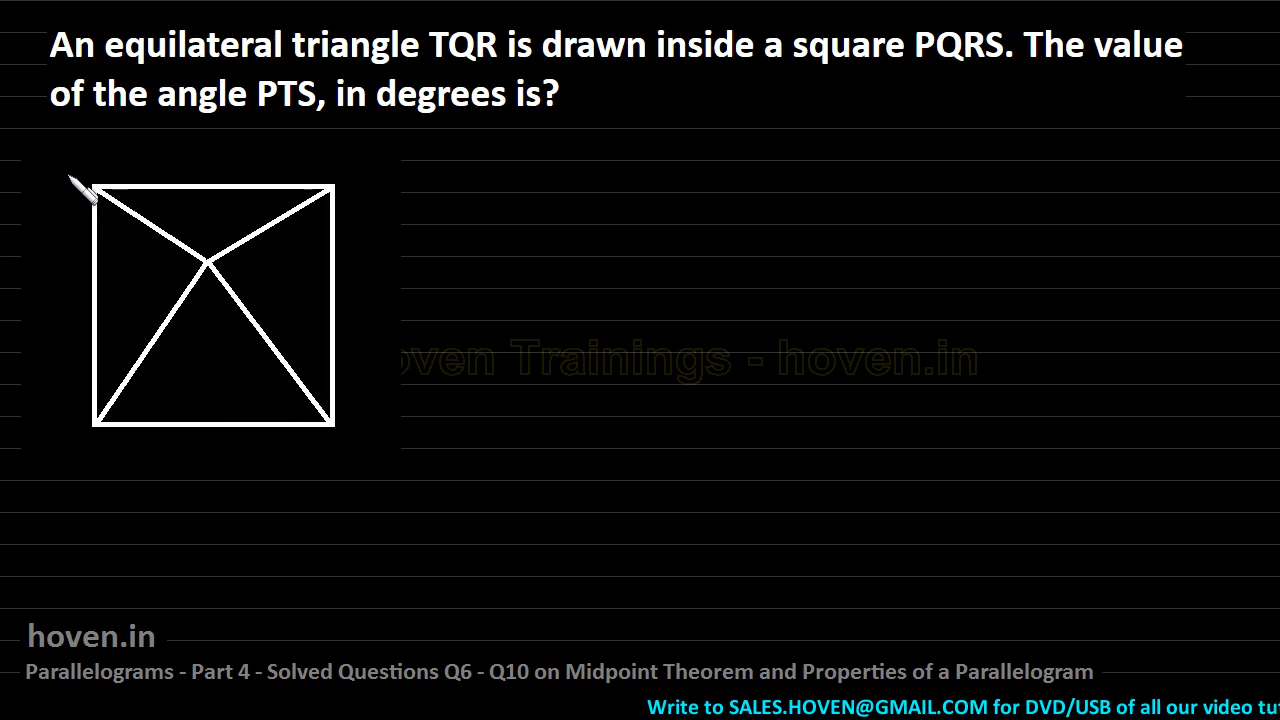 An equilateral triangle TQR is drawn inside a square PQRS. The value
of the angle PTS, in degrees is?
oven Trainings - hoven.in
hoven.in
Parallelograms - Part 4 - Solved Questions Q6 - Q10 on Midpoint Theorem and Properties of a Parallelogram
Write to SALES.HOVEN@GMAIL.COM for DVD/USB of all our video